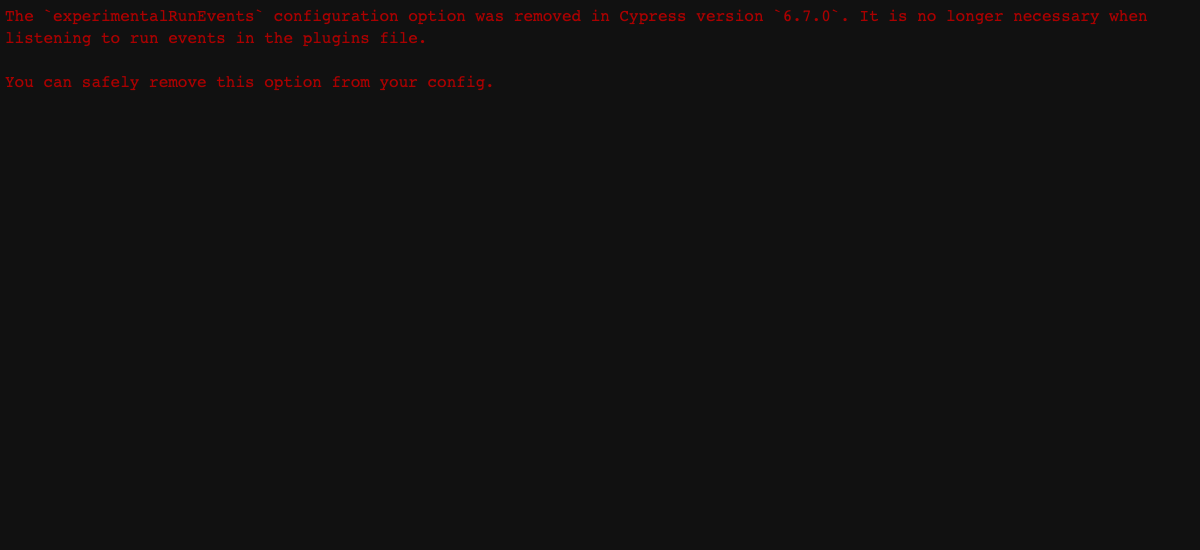 The `experimentalRunEvents` configuration option was removed in Cypress version `6.7.0`. It is no longer necessary when
listening to run events in the plugins file.
You can safely remove this option from your config.